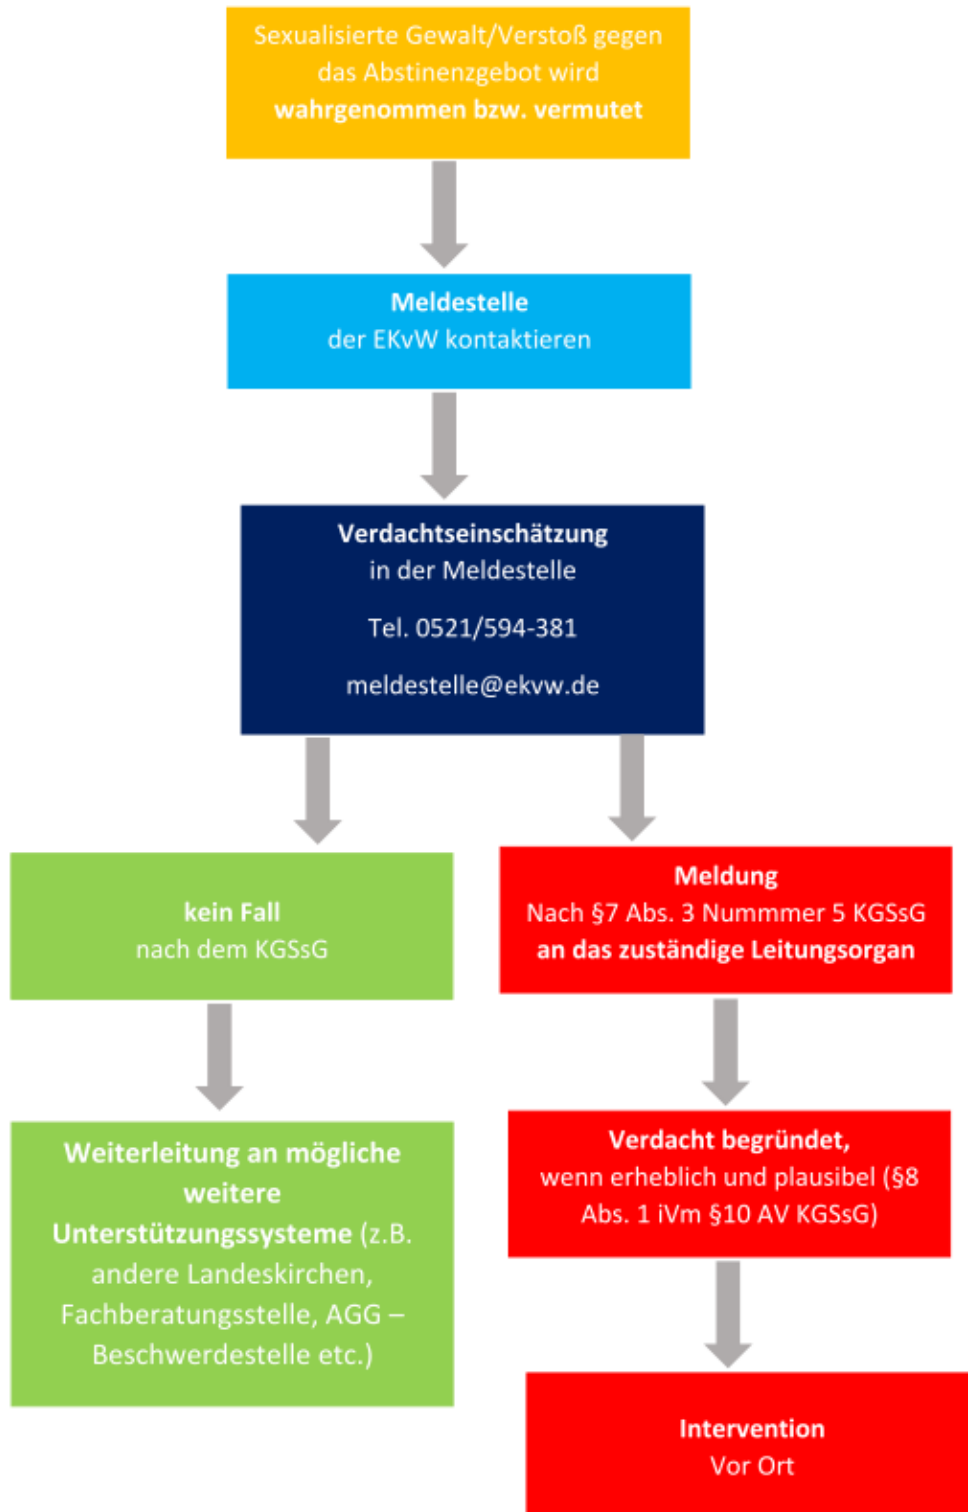 Sexualisierte Gewalt/Verstoß gegen
das Abstinenzgebot wird
wahrgenommen bzw. vermutet
Meldestelle
der EKvW kontaktieren
Verdachtseinschätzung
in der Meldestelle
Tel. 0521/594-381
meldestelle@ekvw.de
kein Fall
nach dem KGSsG
Weiterleitung an mögliche
weitere
Unterstützungssysteme (z.B.
andere Landeskirchen,
Fachberatungsstelle, AGG –
Beschwerdestelle etc.)
Meldung
Nach §7 Abs. 3 Nummmer 5 KGSsG
an das zuständige Leitungsorgan
Verdacht begründet,
wenn erheblich und plausibel (§8
Abs. 1 iVm §10 AV KGSsG)
Intervention
Vor Ort